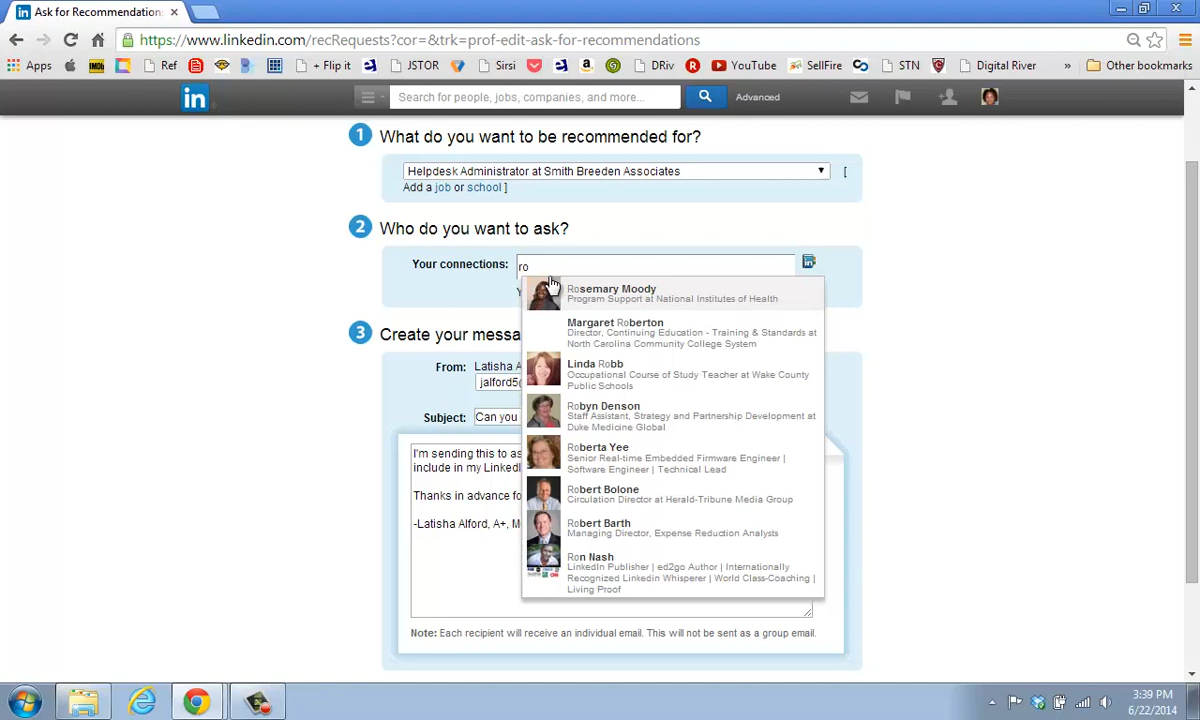 Ask for Recommendation:
https://www.linkedin.com/recRequests?cor=&trk=prof-edit-ask-for-recommendations
Apps
IMDb
Ref
+ Flip it
JSTOR
Sirsi
DRiv
YouTube
SellFire
STN
Digital River
»
Other bookmarks
in
Search for people, jobs, companies, and more...
Advanced
1 What do you want to be recommended for?
Helpdesk Administrator at Smith Breeden Associates [
Add a job or school ]
2 Who do you want to ask?
Your connections: ro
Rosemary Moody
Program Support at National Institutes of Health
Margaret Roberton
Director, Continuing Education - Training & Standards at
North Carolina Community College System
Linda Robb
Occupational Course of Study Teacher at Wake County
Public Schools
Robyn Denson
Staff Assistant, Strategy and Partnership Development at
Duke Medicine Global
Roberta Yee
Senior Real-time Embedded Firmware Engineer |
Software Engineer | Technical Lead
Robert Bolone
Circulation Director at Herald-Tribune Media Group
Robert Barth
Managing Director, Expense Reduction Analysts
Ron Nash
LinkedIn Publisher | ed2go Author | Internationally
Recognized Linkedin Whisperer | World Class-Coaching |
Living Proof
3 Create your messa
From: Latisha A
jalford5
Subject: Can you
I'm sending this to as
include in my LinkedI
Thanks in advance fo
-Latisha Alford, A+, M
Note: Each recipient will receive an individual email. This will not be sent as a group email.
3:39 PM
6/22/2014